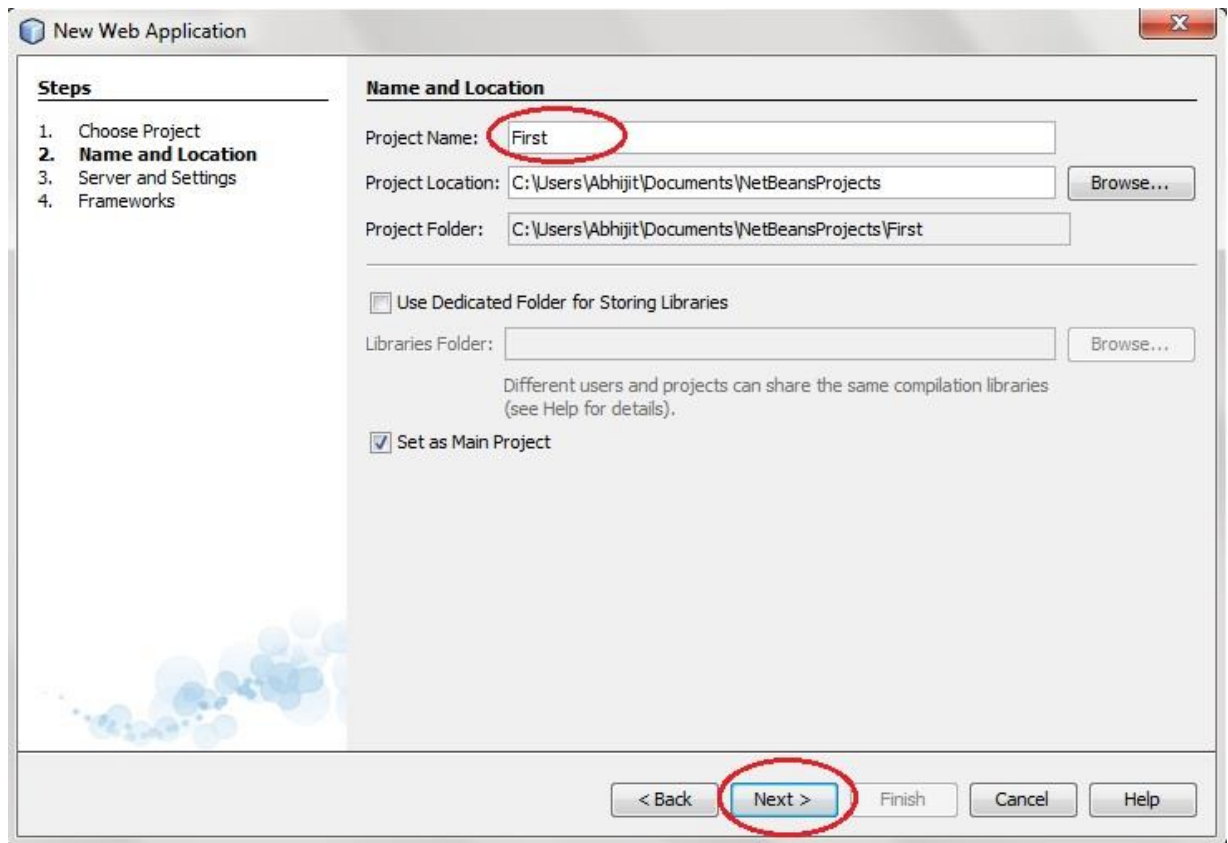 New Web Application
Steps
1. Choose Project
2. Name and Location
3. Server and Settings
4. Frameworks
Name and Location
Project Name: First
Project Location: C:\Users\Abhijit\Documents\NetBeansProjects Browse...
Project Folder: C:\Users\Abhijit\Documents\NetBeansProjects\First
Use Dedicated Folder for Storing Libraries
Libraries Folder: Browse...
Different users and projects can share the same compilation libraries
(see Help for details).
Set as Main Project
< Back Next > Finish Cancel Help